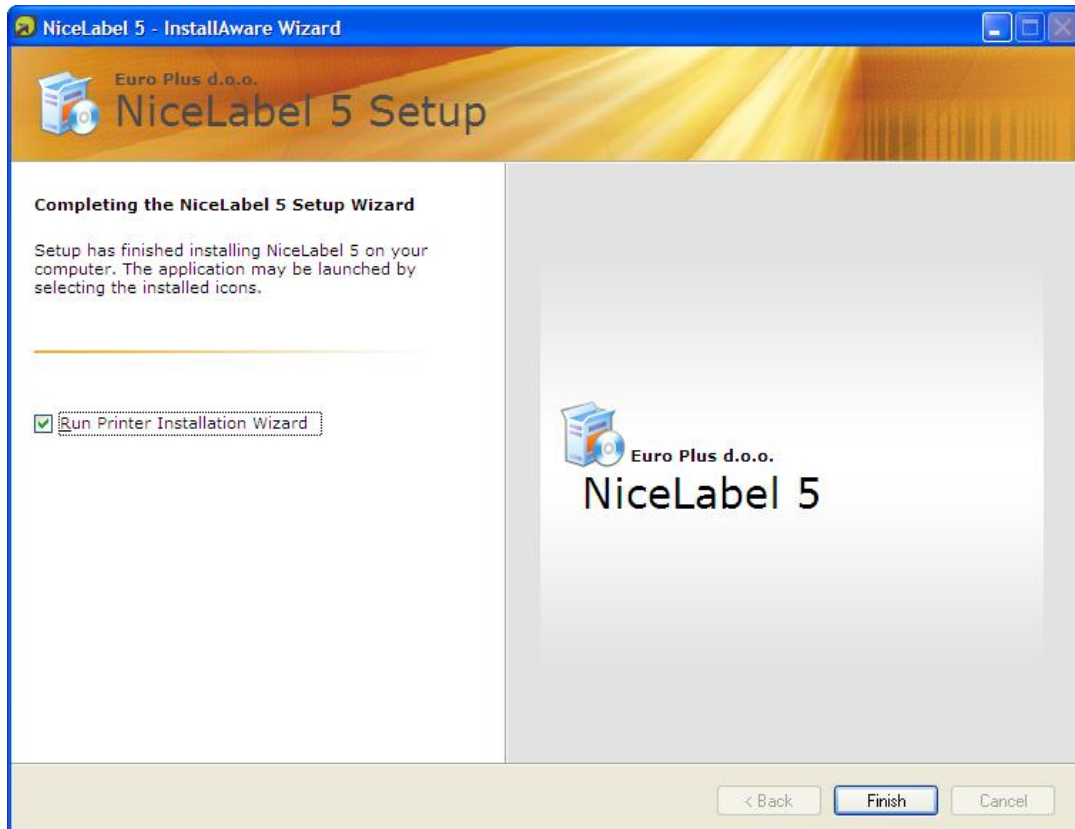 NiceLabel 5 - InstallAware Wizard
Euro Plus d.o.o.
NiceLabel 5 Setup
Completing the NiceLabel 5 Setup Wizard
Setup has finished installing NiceLabel 5 on your
computer. The application may be launched by
selecting the installed icons.
Run Printer Installation Wizard
Euro Plus d.o.o.
NiceLabel 5
< Back
Finish
Cancel